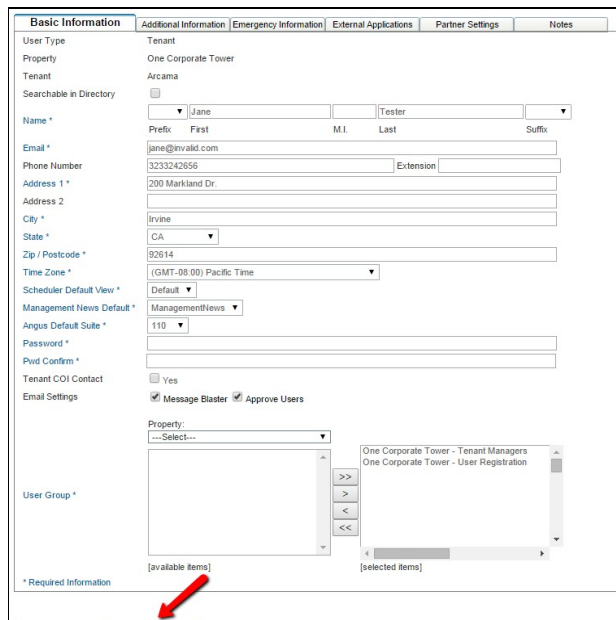 Basic Information Additional Information Emergency Information External Applications Partner Settings Notes
User Type Tenant
Property One Corporate Tower
Tenant Arcama
Searchable in Directory
Name * Jane Tester
Prefix First M.I. Last Suffix
Email * jane@invalid.com
Phone Number 3233242656 Extension
Address 1 * 200 Markland Dr.
Address 2
City * Irvine
State * CA
Zip / Postcode * 92614
Time Zone * (GMT-08:00) Pacific Time
Scheduler Default View * Default
Management News Default * ManagementNews
Angus Default Suite * 110
Password *
Pwd Confirm *
Tenant COI Contact Yes
Email Settings Message Blaster Approve Users
Property:
---Select---
One Corporate Tower - Tenant Managers
One Corporate Tower - User Registration
>>
User Group * >
<
<<
[available items] [selected items]
* Required Information